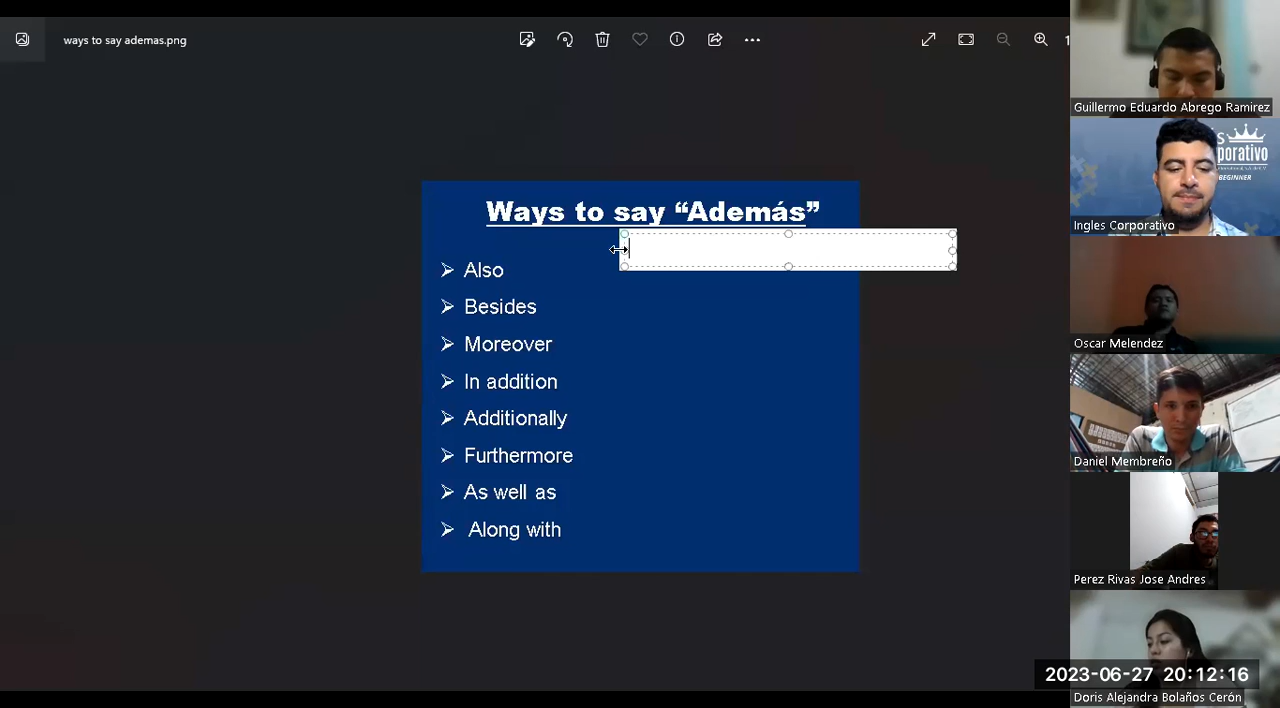 ways to say ademas.png
Guillermo Eduardo Abrego Ramirez
Ways to say “Además”
Also
Besides
Moreover
In addition
Additionally
Furthermore
As well as
Along with
porativo
BEGINNER
Ingles Corporativo
Oscar Melendez
Daniel Membreño
Perez Rivas Jose Andres
2023-06-27 20:12:16
Doris Alejandra Bolaños Cerón